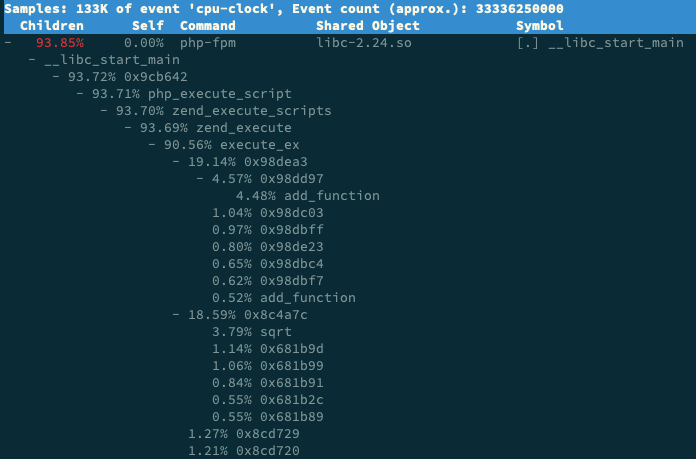 Samples: 133K of event 'cpu-clock', Event count (approx.): 33336250000
Children Self Command Shared Object Symbol
- 93.85% 0.00% php-fpm libc-2.24.so [.] __libc_start_main
- __libc_start_main
- 93.72% 0x9cb642
- 93.71% php_execute_script
- 93.70% zend_execute_scripts
- 93.69% zend_execute
- 90.56% execute_ex
- 19.14% 0x98dea3
- 4.57% 0x98dd97
4.48% add_function
1.04% 0x98dc03
0.97% 0x98dbff
0.80% 0x98de23
0.65% 0x98dbc4
0.62% 0x98dbf7
0.52% add_function
- 18.59% 0x8c4a7c
3.79% sqrt
1.14% 0x681b9d
1.06% 0x681b99
0.84% 0x681b91
0.55% 0x681b2c
0.55% 0x681b89
1.27% 0x8cd729
1.21% 0x8cd720